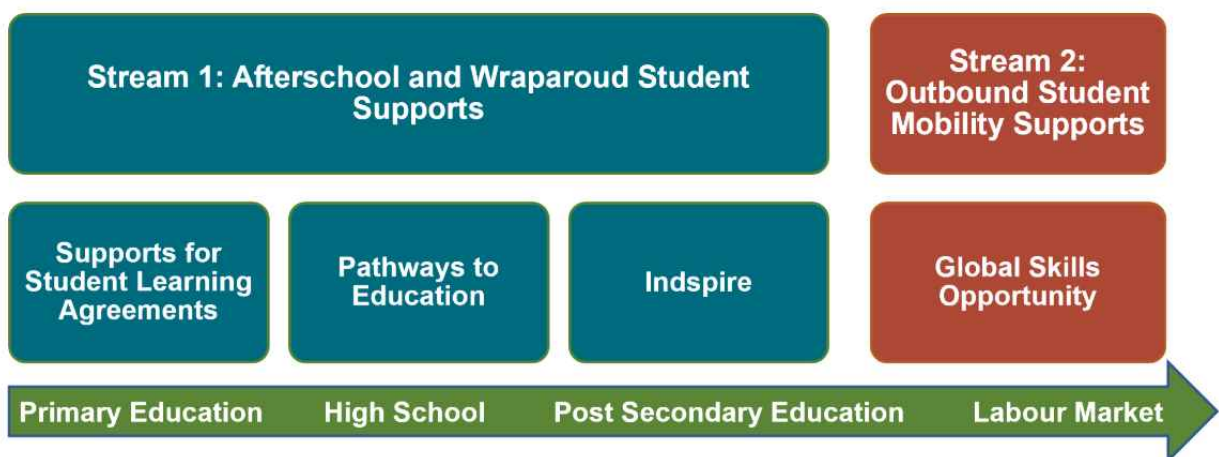 Stream 1: Afterschool and Wraparoud Student
Supports
Stream 2:
Outbound Student
Mobility Supports
Supports for
Student Learning
Agreements
Pathways to
Education
Indspire
Global Skills
Opportunity
Primary Education
High School
Post Secondary Education
Labour Market